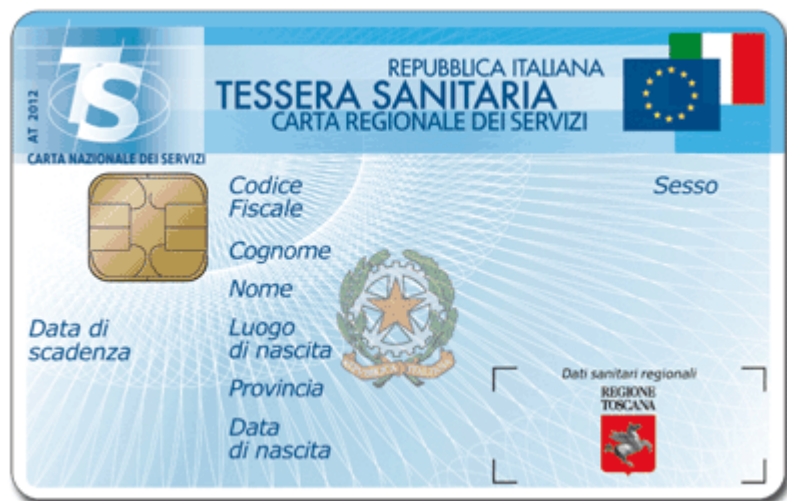 TS
AT 2012
CARTA NAZIONALE DEI SERVIZI
REPUBBLICA ITALIANA
TESSERA SANITARIA
CARTA REGIONALE DEI SERVIZI
Codice
Fiscale
Sesso
Cognome
Nome
Data di
scadenza
Luogo
di nascita
Provincia
Data
di nascita
REPVBBLICA ITALIANA
Dati sanitari regionali
REGIONE
TOSCANA